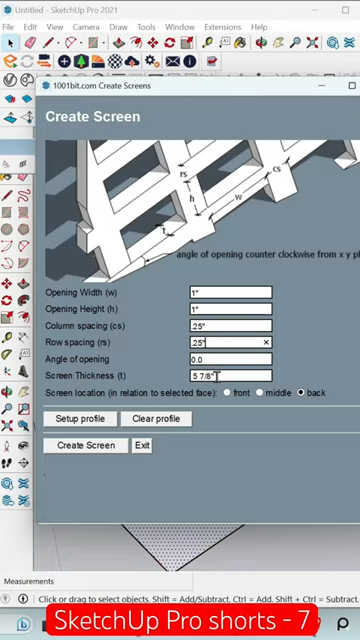 Untitled - SketchUp Pro 2021
File Edit View Camera Draw Tools Window Extensions
1001bit.com Create Screens
Create Screen
rs
cs
h
w
t
angle of opening counter clockwise from x y pl
Opening Width (w) 1"
Opening Height (h) 1"
Column spacing (cs) .25"
Row spacing (rs) .25"
Angle of opening 0.0
Screen Thickness (t) 5 7/8"
Screen location (in relation to selected face) front middle back
Setup profile Clear profile
Create Screen Exit
Measurements
Click or drag to select objects. Shift = Add/Subtract. Ctrl = Add. Shift + Ctrl = Subtract.
SketchUp Pro shorts - 7